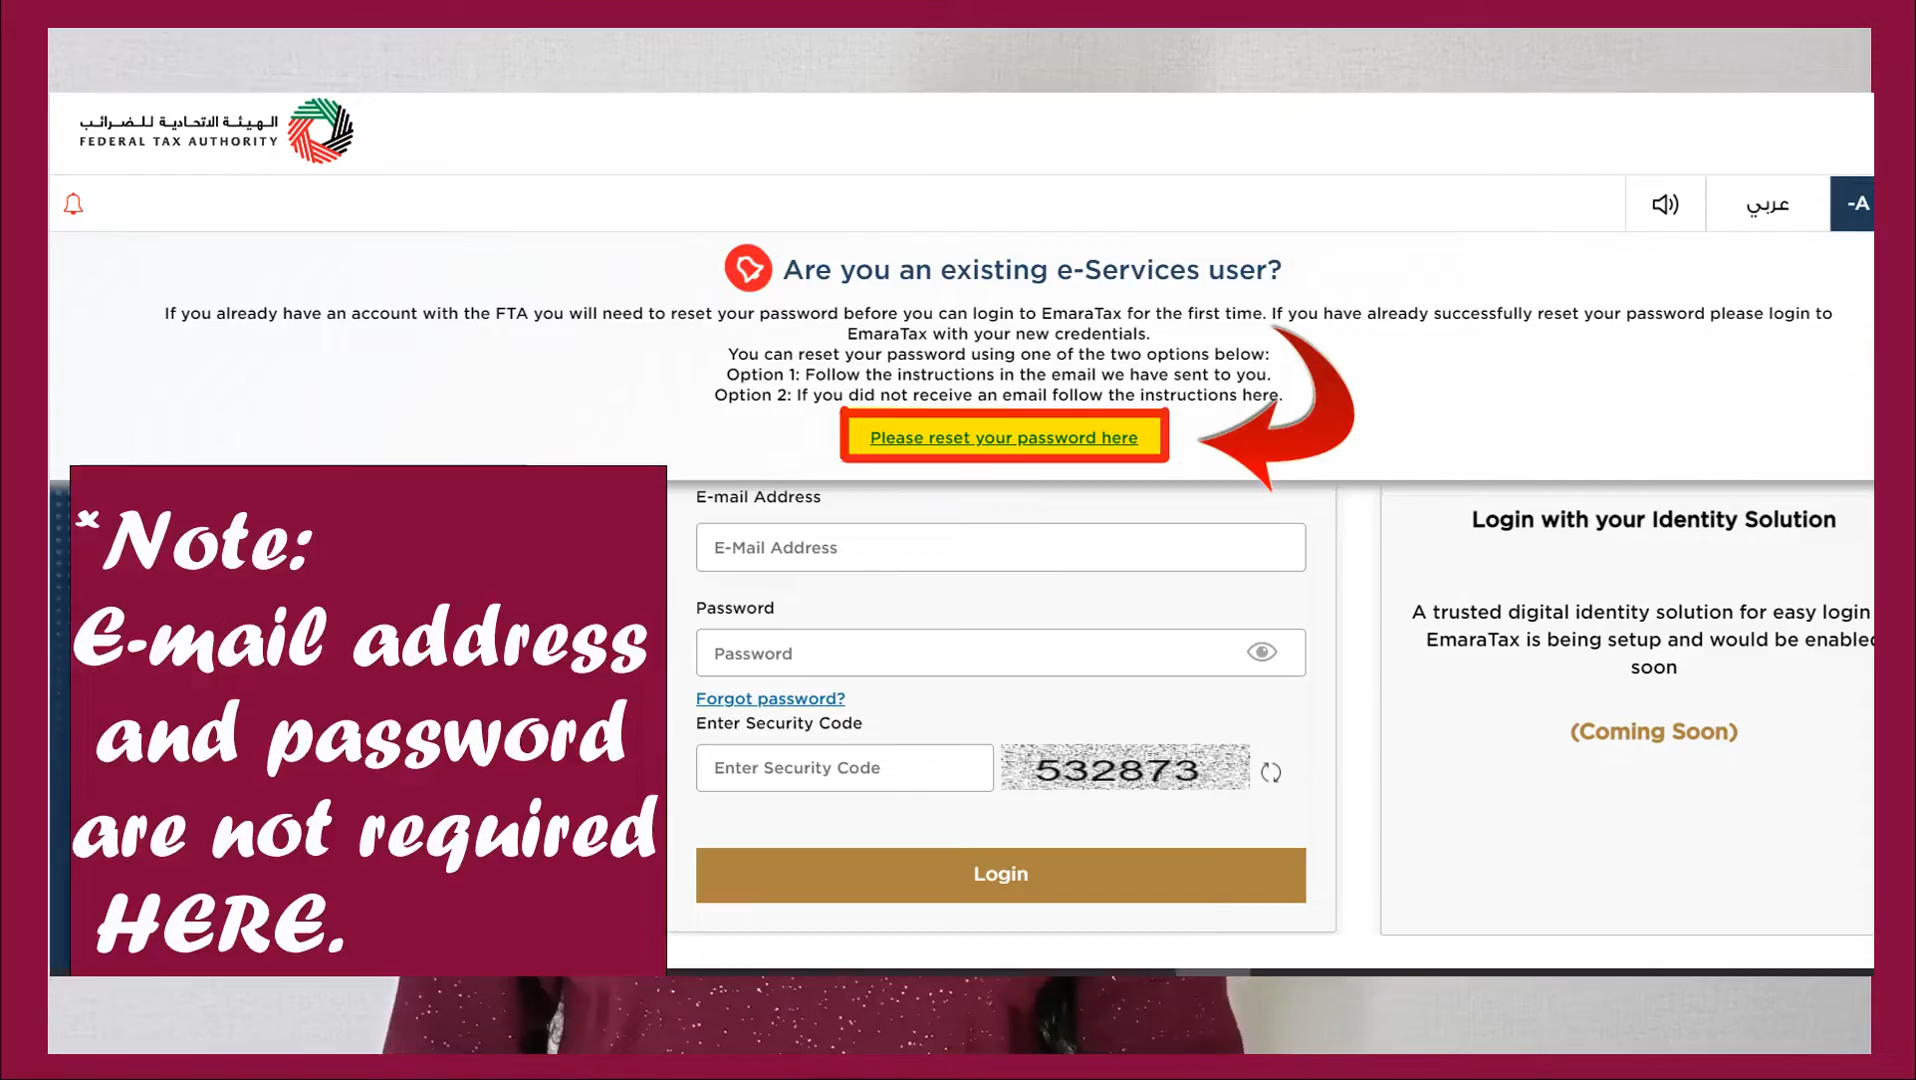 الهيئة الاتحادية للضرائب
FEDERAL TAX AUTHORITY
عربي
-A
Are you an existing e-Services user?
If you already have an account with the FTA you will need to reset your password before you can login to EmaraTax for the first time. If you have already successfully reset your password please login to
EmaraTax with your new credentials.
You can reset your password using one of the two options below:
Option 1: Follow the instructions in the email we have sent to you.
Option 2: If you did not receive an email follow the instructions here.
Please reset your password here
*Note:
E-mail address
and password
are not required
HERE.
E-mail Address
E-Mail Address
Password
Password
Forgot password?
Enter Security Code
Enter Security Code
532873
Login
Login with your Identity Solution
A trusted digital identity solution for easy login
EmaraTax is being setup and would be enabled
soon
(Coming Soon)